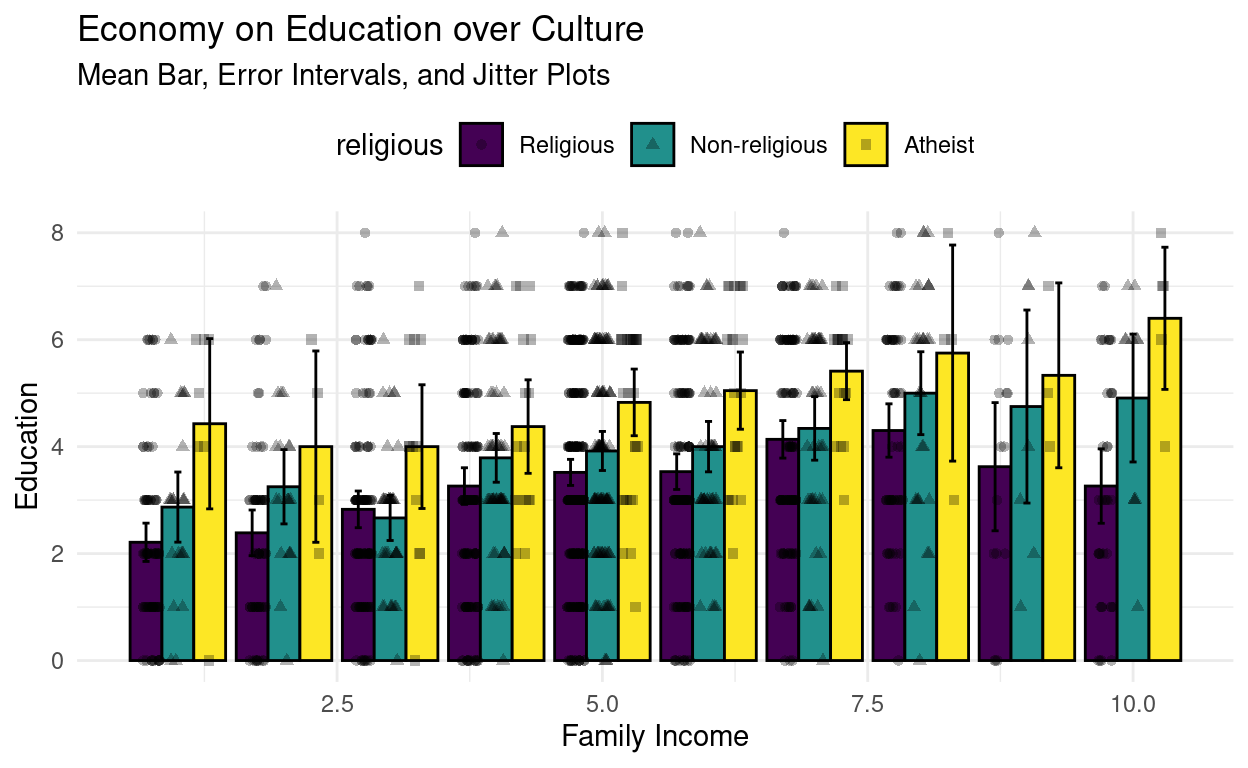 Economy on Education over Culture
Mean Bar, Error Intervals, and Jitter Plots
religious Religious Non-religious Atheist
8
6
4
2
0
Education
2.5 5.0 7.5 10.0
Family Income